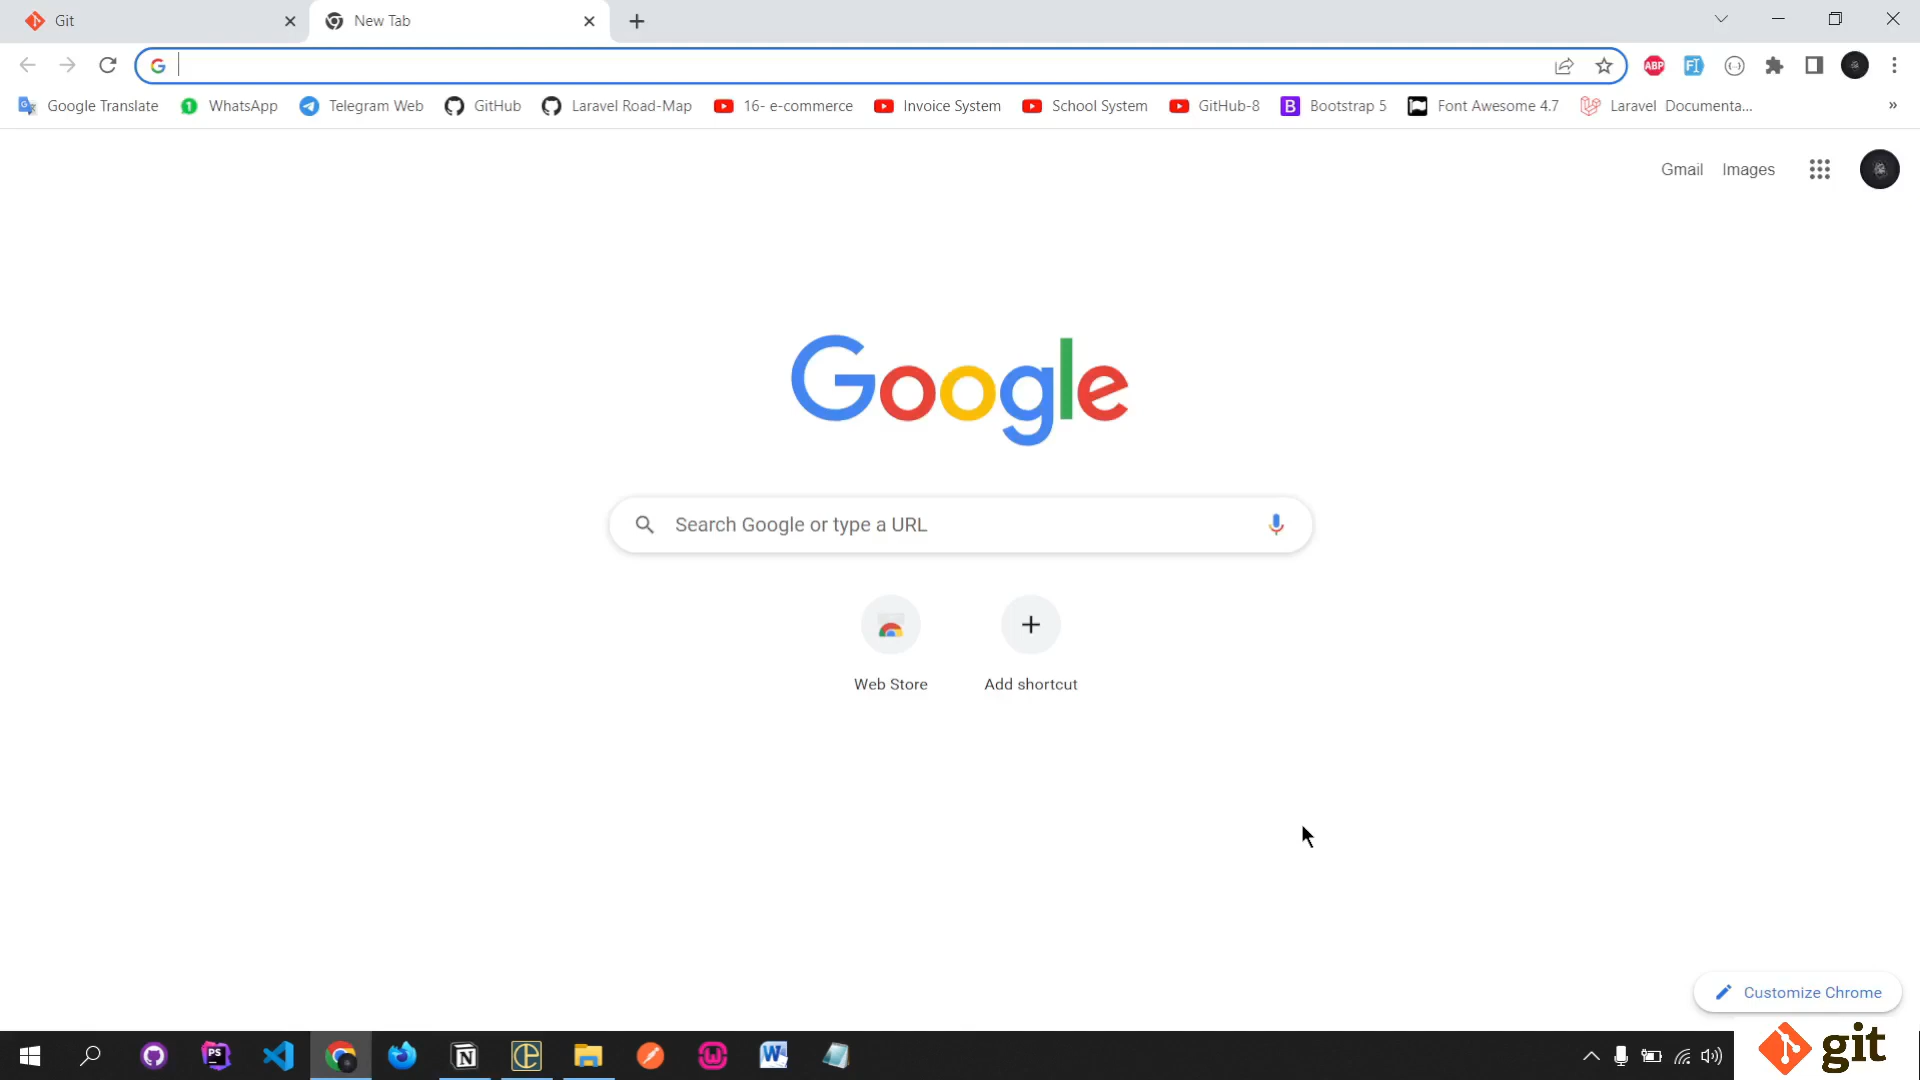 Git
New Tab
Google Translate
WhatsApp
Telegram Web
GitHub
Laravel Road-Map
16- e-commerce
Invoice System
School System
GitHub-8
Bootstrap 5
Font Awesome 4.7
Laravel Documenta...
ABP
Gmail
Images
Google
Search Google or type a URL
Web Store
Add shortcut
Customize Chrome
PS
git